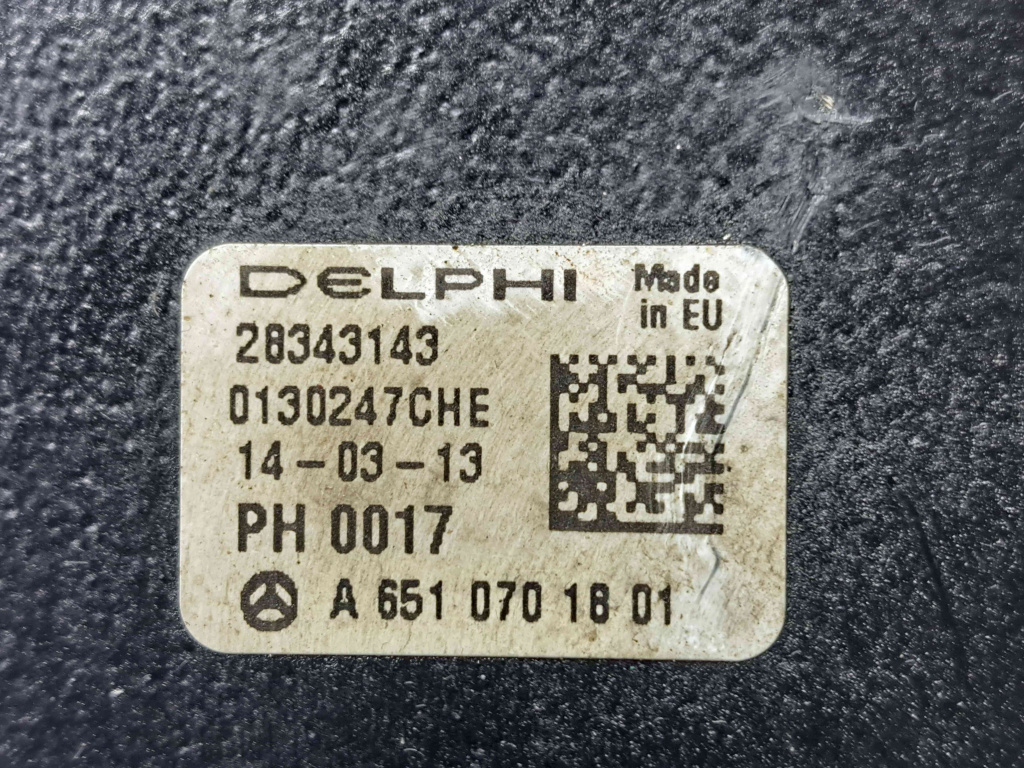 DELPHI
Made
in EU
28343143
0130247CHE
14-03-13
PH 0017
A 651 070 18 01